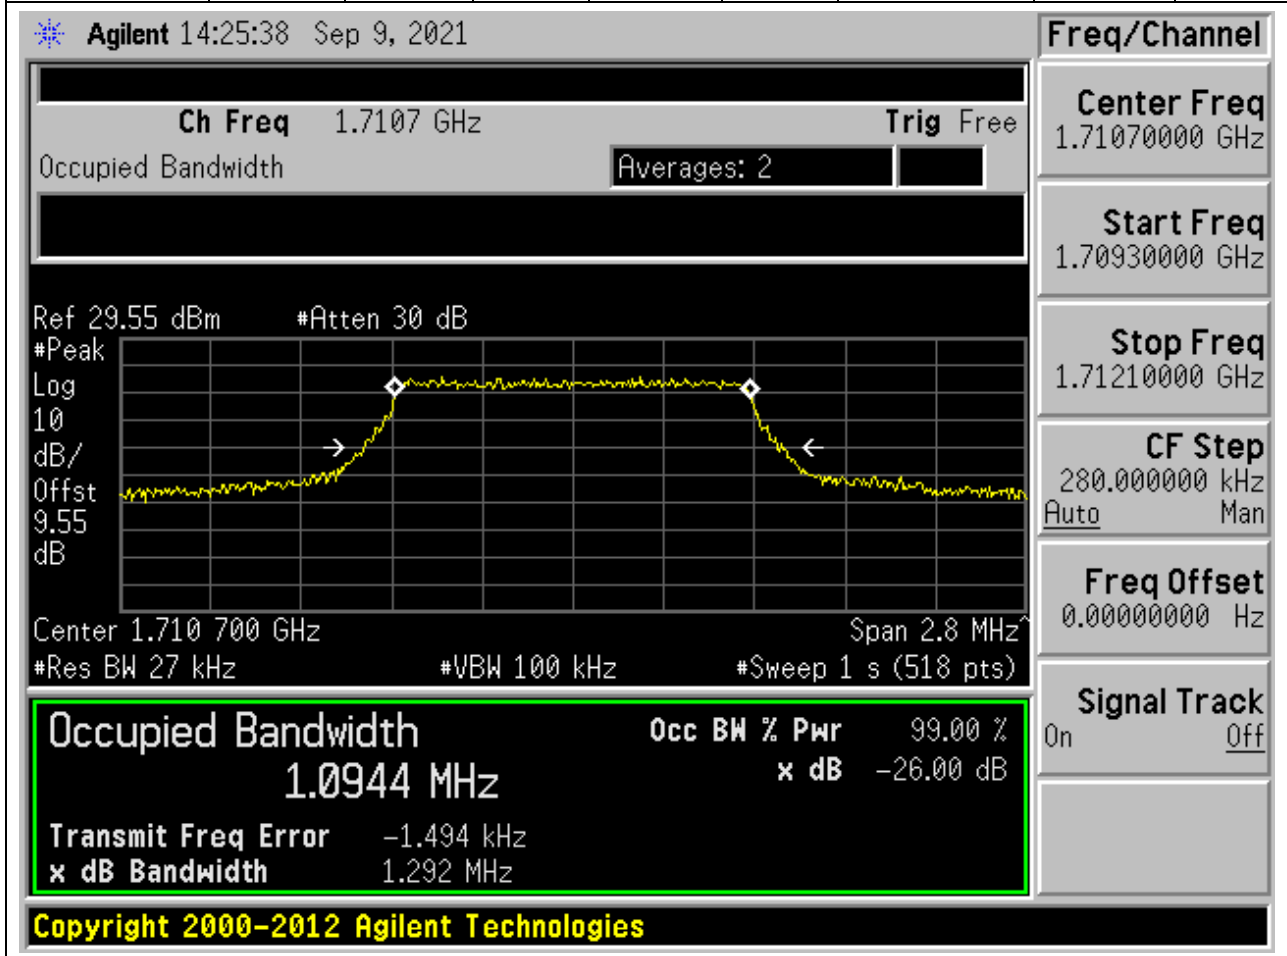 Agilent 14:25:38 Sep 9, 2021
Ch Freq 1.7107 GHz Trig Free
Occupied Bandwidth Averages: 2
Ref 29.55 dBm #Atten 30 dB
#Peak
Log
10
dB/
Offst
9.55
dB
Center 1.710 700 GHz Span 2.8 MHz^
#Res BW 27 kHz #VBW 100 kHz #Sweep 1 s (518 pts)
Occupied Bandwidth Occ BW % Pwr 99.00 %
1.0944 MHz x dB -26.00 dB
Transmit Freq Error -1.494 kHz
x dB Bandwidth 1.292 MHz
Copyright 2000-2012 Agilent Technologies
Freq/Channel
Center Freq
1.71070000 GHz
Start Freq
1.70930000 GHz
Stop Freq
1.71210000 GHz
CF Step
280.000000 kHz
Auto Man
Freq Offset
0.00000000 Hz
Signal Track
On Off